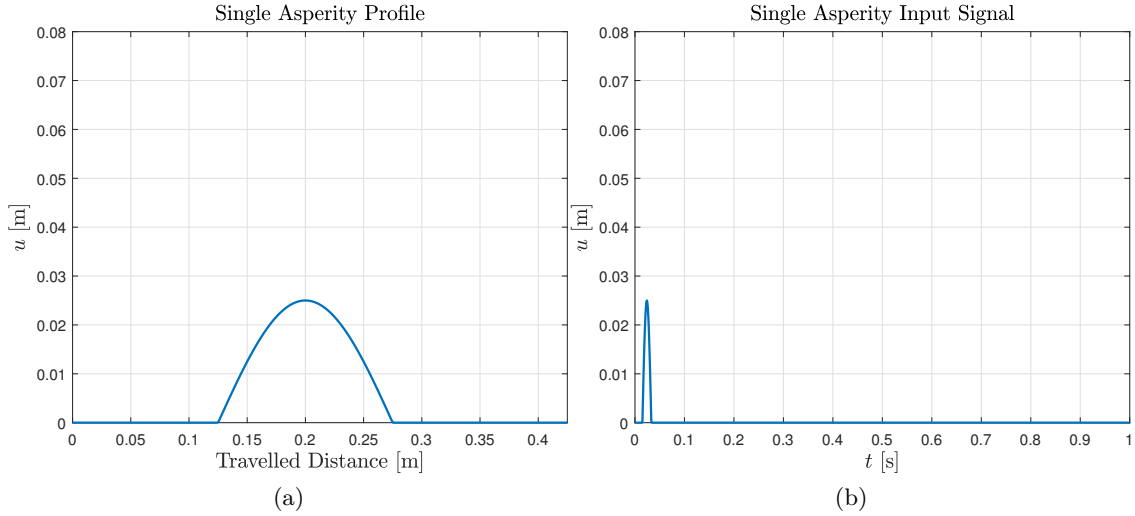 Single Asperity Profile
0.08
0.07
0.06
0.05
0.04
0.03
0.02
0.01
0
u [m]
0 0.05 0.1 0.15 0.2 0.25 0.3 0.35 0.4
Travelled Distance [m]
(a)
Single Asperity Input Signal
0.08
0.07
0.06
0.05
0.04
0.03
0.02
0.01
0
u [m]
0 0.1 0.2 0.3 0.4 0.5 0.6 0.7 0.8 0.9 1
t [s]
(b)